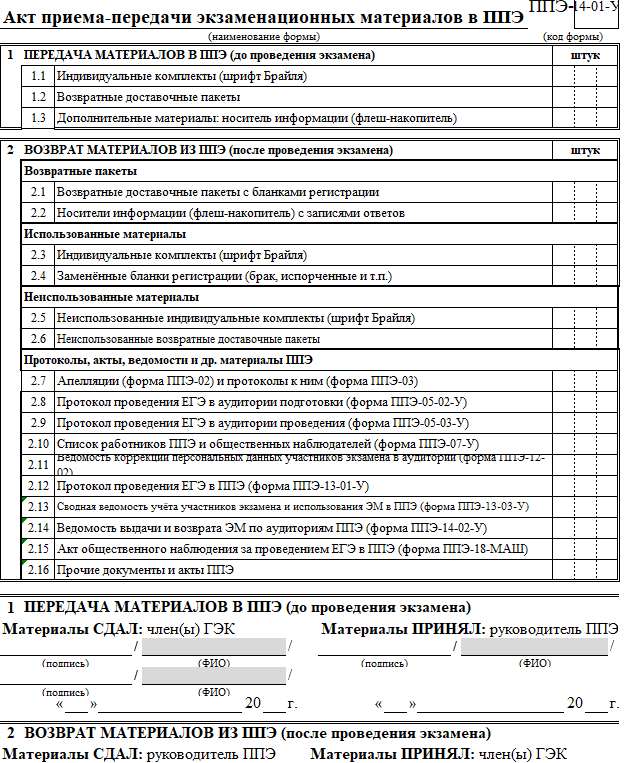 Акт приема-передачи экзаменационных материалов в ППЭ
ППЭ-14-01-У
(наименование формы) (код формы)
1 ПЕРЕДАЧА МАТЕРИАЛОВ В ППЭ (до проведения экзамена) штук
1.1 Индивидуальные комплекты (шрифт Брайля)
1.2 Возвратные доставочные пакеты
1.3 Дополнительные материалы: носитель информации (флеш-накопитель)
2 ВОЗВРАТ МАТЕРИАЛОВ ИЗ ППЭ (после проведения экзамена) штук
Возвратные пакеты
2.1 Возвратные доставочные пакеты с бланками регистрации
2.2 Носители информации (флеш-накопитель) с записями ответов
Использованные материалы
2.3 Индивидуальные комплекты (шрифт Брайля)
2.4 Заменённые бланки регистрации (брак, испорченные и т.п.)
Неиспользованные материалы
2.5 Неиспользованные индивидуальные комплекты (шрифт Брайля)
2.6 Неиспользованные возвратные доставочные пакеты
Протоколы, акты, ведомости и др. материалы ППЭ
2.7 Апелляции (форма ППЭ-02) и протоколы к ним (форма ППЭ-03)
2.8 Протокол проведения ЕГЭ в аудитории подготовки (форма ППЭ-05-02-У)
2.9 Протокол проведения ЕГЭ в аудитории проведения (форма ППЭ-05-03-У)
2.10 Список работников ППЭ и общественных наблюдателей (форма ППЭ-07-У)
2.11 Ведомость коррекции персональных данных участников экзамена в аудитории (форма ППЭ-12-
02)
2.12 Протокол проведения ЕГЭ в ППЭ (форма ППЭ-13-01-У)
2.13 Сводная ведомость учёта участников экзамена и использования ЭМ в ППЭ (форма ППЭ-13-03-У)
2.14 Ведомость выдачи и возврата ЭМ по аудиториям ППЭ (форма ППЭ-14-02-У)
2.15 Акт общественного наблюдения за проведением ЕГЭ в ППЭ (форма ППЭ-18-МАШ)
2.16 Прочие документы и акты ППЭ
1 ПЕРЕДАЧА МАТЕРИАЛОВ В ППЭ (до проведения экзамена)
Материалы СДАЛ: член(ы) ГЭК Материалы ПРИНЯЛ: руководитель ППЭ
/ / / /
(подпись) (ФИО) (подпись) (ФИО)
/ /
(подпись) (ФИО)
« » 20 г. « » 20 г.
2 ВОЗВРАТ МАТЕРИАЛОВ ИЗ ППЭ (после проведения экзамена)
Материалы СДАЛ: руководитель ППЭ Материалы ПРИНЯЛ: член(ы) ГЭК